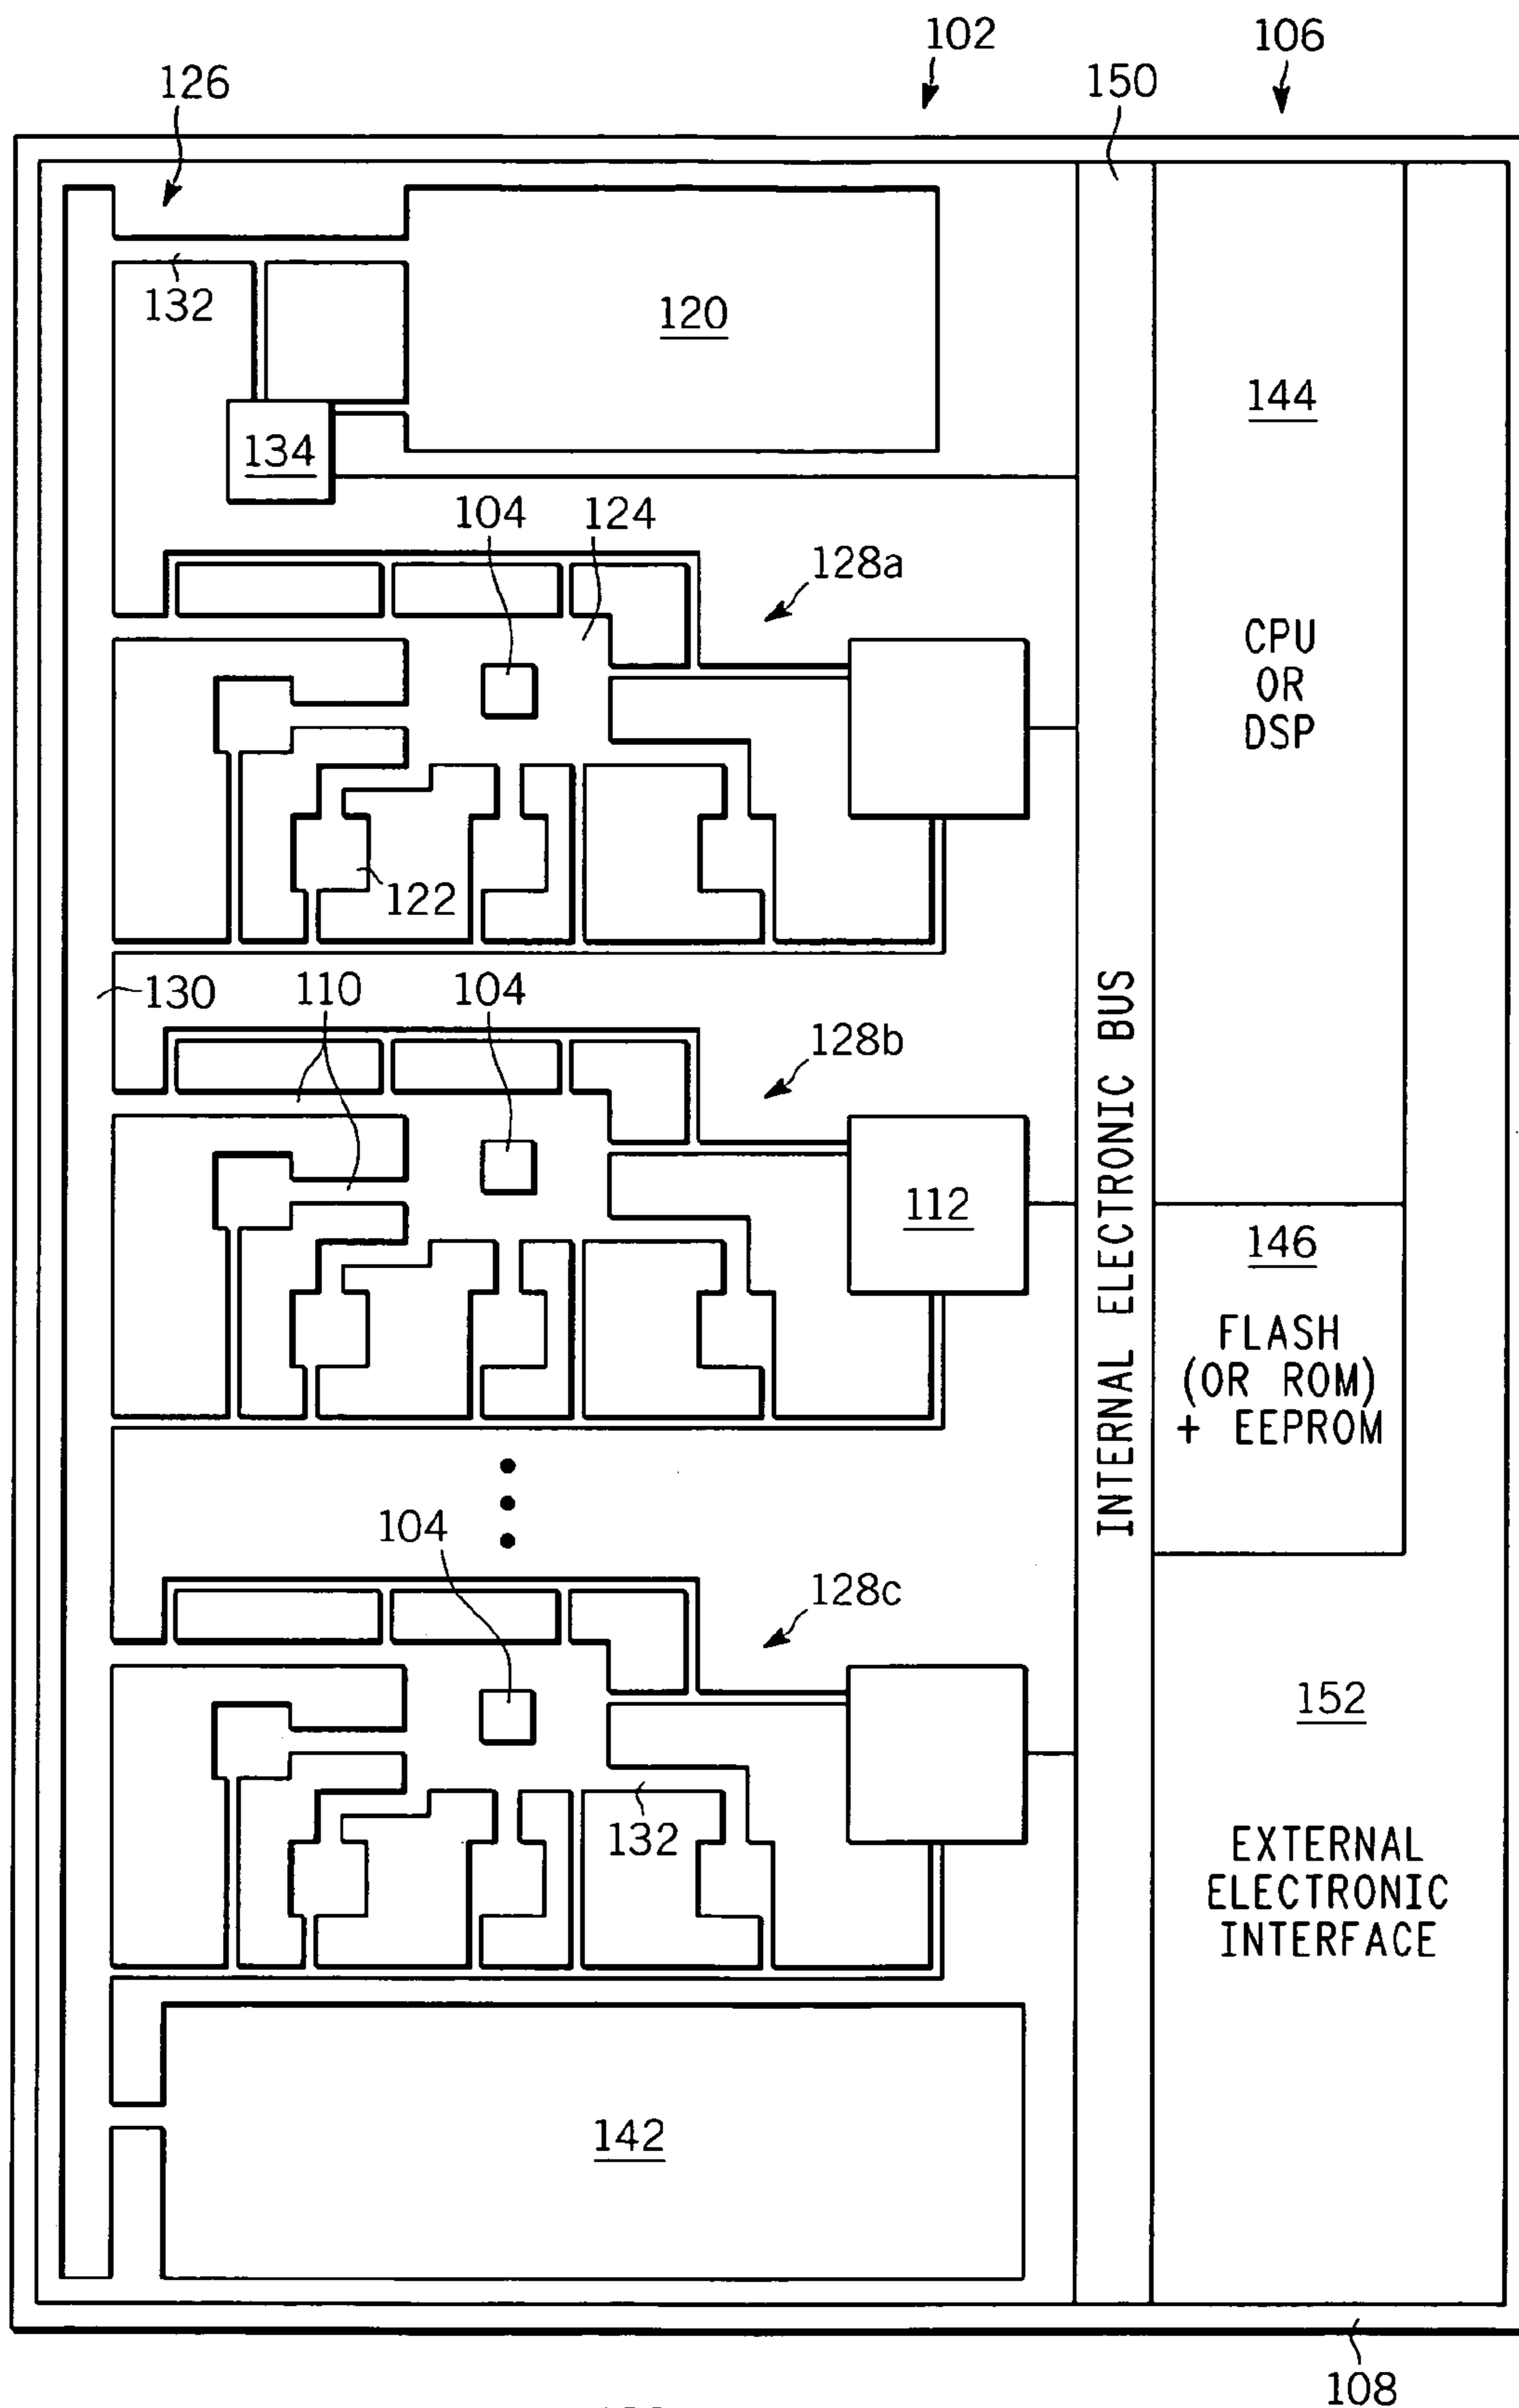 102
106
126
150
132
120
144
134
104
124
128a
CPU
OR
DSP
122
130
110
104
128b
INTERNAL ELECTRONIC BUS
112
146
FLASH
(OR ROM)
+ EEPROM
104
128c
152
132
EXTERNAL
ELECTRONIC
INTERFACE
142
108